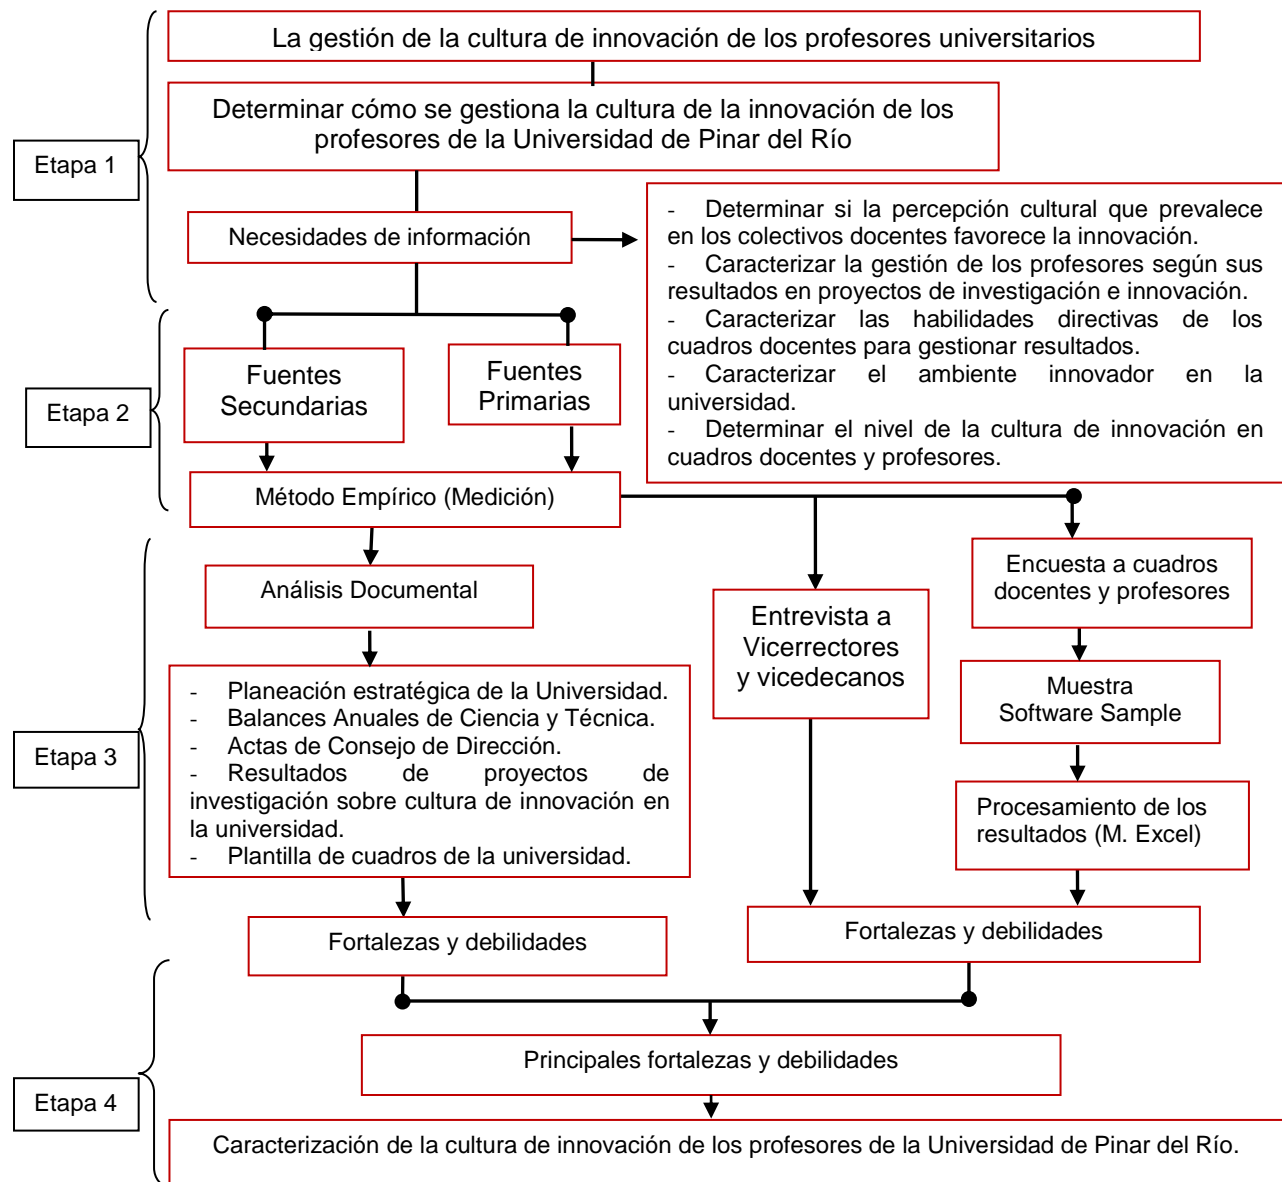 La gestión de la cultura de innovación de los profesores universitarios
Determinar cómo se gestiona la cultura de la innovación de los
profesores de la Universidad de Pinar del Río
Etapa 1
Necesidades de información
- Determinar si la percepción cultural que prevalece
en los colectivos docentes favorece la innovación.
- Caracterizar la gestión de los profesores según sus
resultados en proyectos de investigación e innovación.
- Caracterizar las habilidades directivas de los
cuadros docentes para gestionar resultados.
- Caracterizar el ambiente innovador en la
universidad.
- Determinar el nivel de la cultura de innovación en
cuadros docentes y profesores.
Etapa 2
Fuentes
Secundarias
Fuentes
Primarias
Método Empírico (Medición)
Etapa 3
Análisis Documental
- Planeación estratégica de la Universidad.
- Balances Anuales de Ciencia y Técnica.
- Actas de Consejo de Dirección.
- Resultados de proyectos de
investigación sobre cultura de innovación en
la universidad.
- Plantilla de cuadros de la universidad.
Entrevista a
Vicerrectores
y vicedecanos
Encuesta a cuadros
docentes y profesores
Muestra
Software Sample
Procesamiento de los
resultados (M. Excel)
Fortalezas y debilidades
Fortalezas y debilidades
Etapa 4
Principales fortalezas y debilidades
Caracterización de la cultura de innovación de los profesores de la Universidad de Pinar del Río.